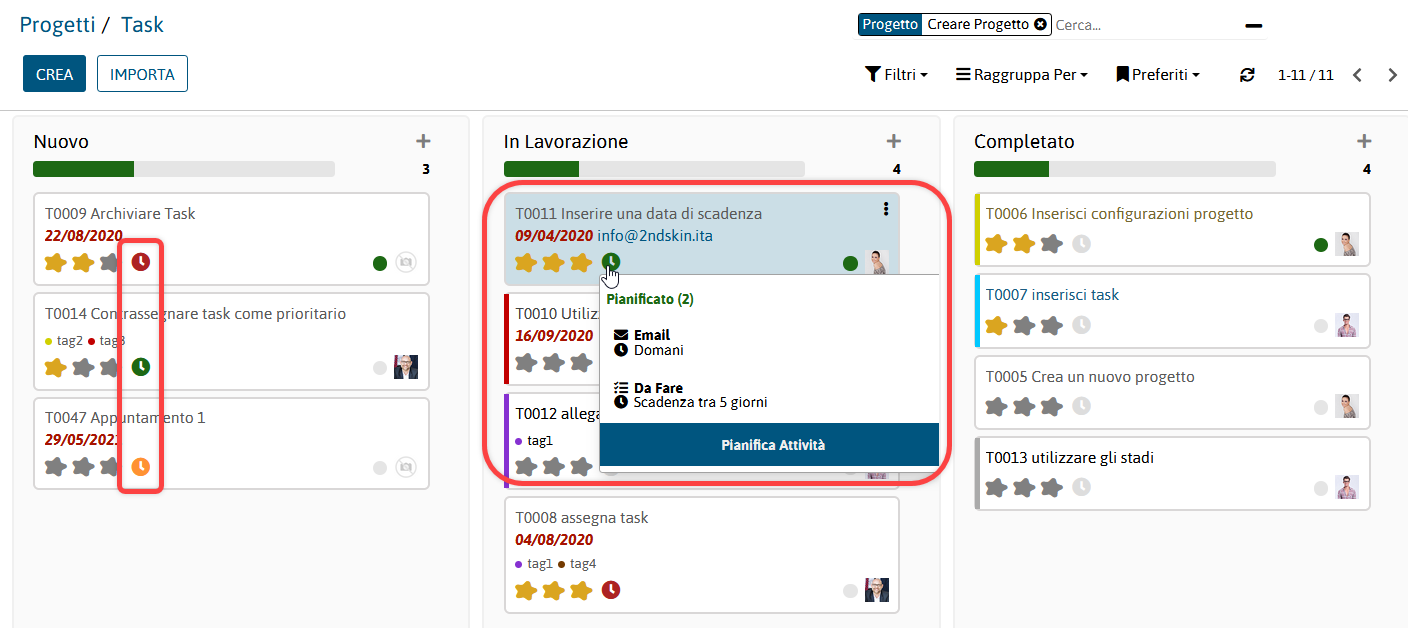 Progetti / Task
Progetto Creare Progetto Cerca...
CREA IMPORTA
Filtri Raggruppa Per Preferiti 1-11 / 11
Nuovo
3
T0009 Archiviare Task
22/08/2020
T0014 Contrassegnare task come prioritario
tag2 tag3
T0047 Appuntamento 1
29/05/2021
In Lavorazione
4
T0011 Inserire una data di scadenza
09/04/2020 info@2ndskin.ita
Pianificato (2)
Email
Domani
Da Fare
Scadenza tra 5 giorni
Pianifica Attività
T0010
16/09/2020
T0012
tag1
T0008 assegna task
04/08/2020
tag1 tag4
Completato
4
T0006 Inserisci configurazioni progetto
T0007 inserisci task
T0005 Crea un nuovo progetto
T0013 utilizzare gli stadi